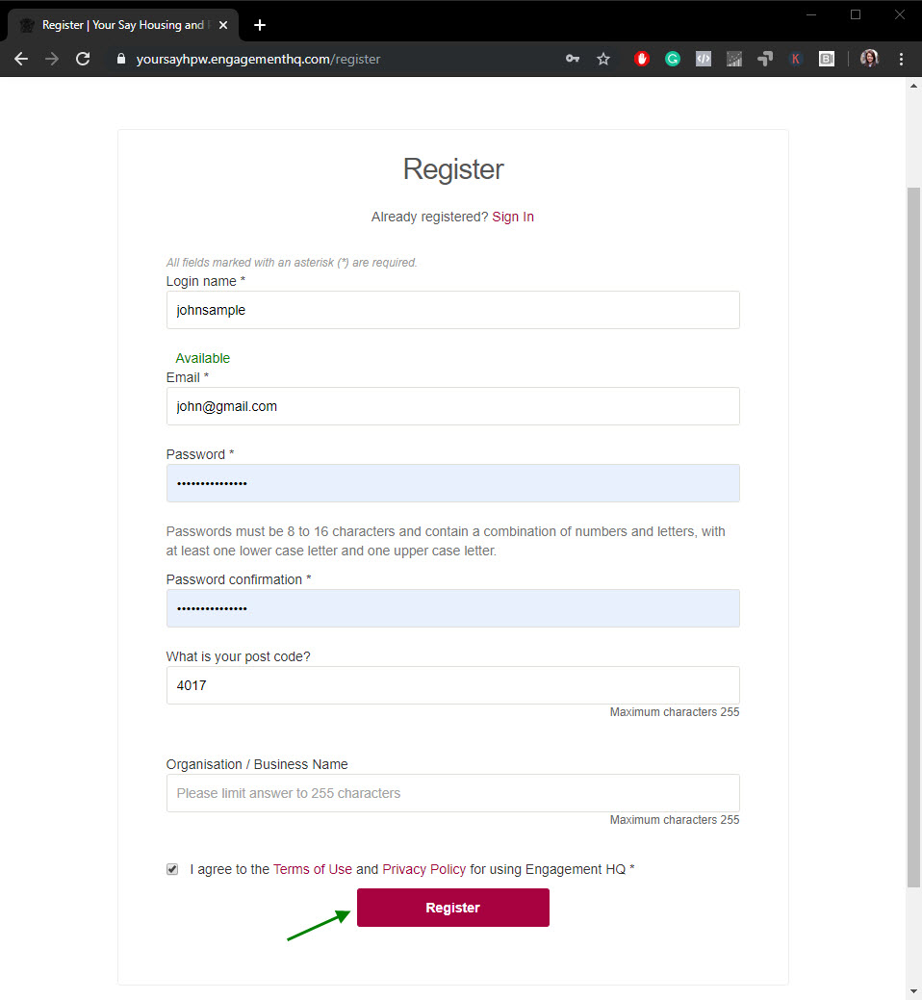 Register | Your Say Housing and
yoursayhpw.engagementhq.com/register
Register
Already registered? Sign In
All fields marked with an asterisk (*) are required.
Login name *
johnsample
Available
Email *
john@gmail.com
Password *
•••••••••••••••
Passwords must be 8 to 16 characters and contain a combination of numbers and letters, with
at least one lower case letter and one upper case letter.
Password confirmation *
•••••••••••••••
What is your post code?
4017
Maximum characters 255
Organisation / Business Name
Please limit answer to 255 characters
Maximum characters 255
I agree to the Terms of Use and Privacy Policy for using Engagement HQ *
Register